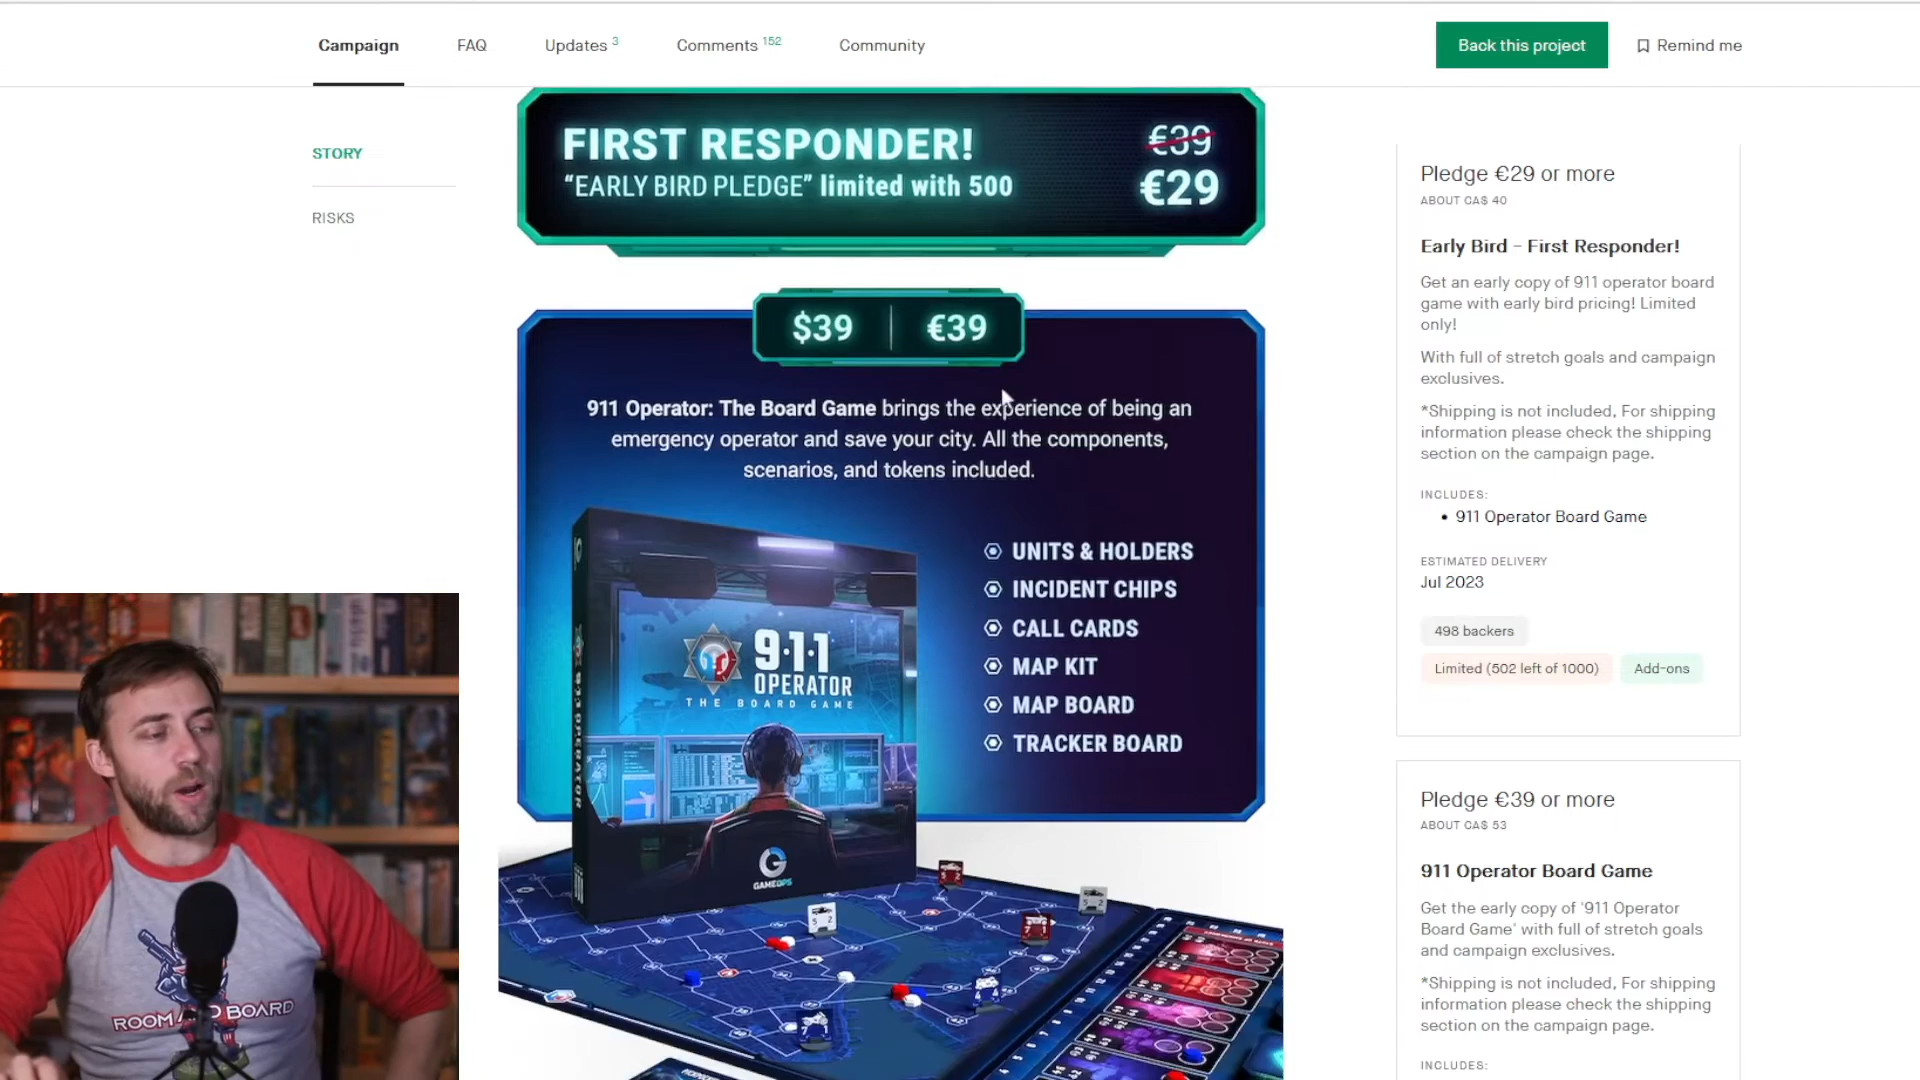 Campaign
FAQ
Updates 3
Comments 152
Community
Back this project
Remind me
STORY
RISKS
FIRST RESPONDER!
“EARLY BIRD PLEDGE” limited with 500
€39
€29
$39
€39
911 Operator: The Board Game brings the experience of being an
emergency operator and save your city. All the components,
scenarios, and tokens included.
UNITS & HOLDERS
INCIDENT CHIPS
CALL CARDS
MAP KIT
MAP BOARD
TRACKER BOARD
9·1·1
OPERATOR
THE BOARD GAME
911 OPERATOR
GAMEOPS
Pledge €29 or more
ABOUT CA$ 40
Early Bird - First Responder!
Get an early copy of 911 operator board
game with early bird pricing! Limited
only!
With full of stretch goals and campaign
exclusives.
*Shipping is not included, For shipping
information please check the shipping
section on the campaign page.
INCLUDES:
• 911 Operator Board Game
ESTIMATED DELIVERY
Jul 2023
498 backers
Limited (502 left of 1000)
Add-ons
Pledge €39 or more
ABOUT CA$ 53
911 Operator Board Game
Get the early copy of '911 Operator
Board Game' with full of stretch goals
and campaign exclusives.
*Shipping is not included, For shipping
information please check the shipping
section on the campaign page.
INCLUDES:
ROOM AND BOARD